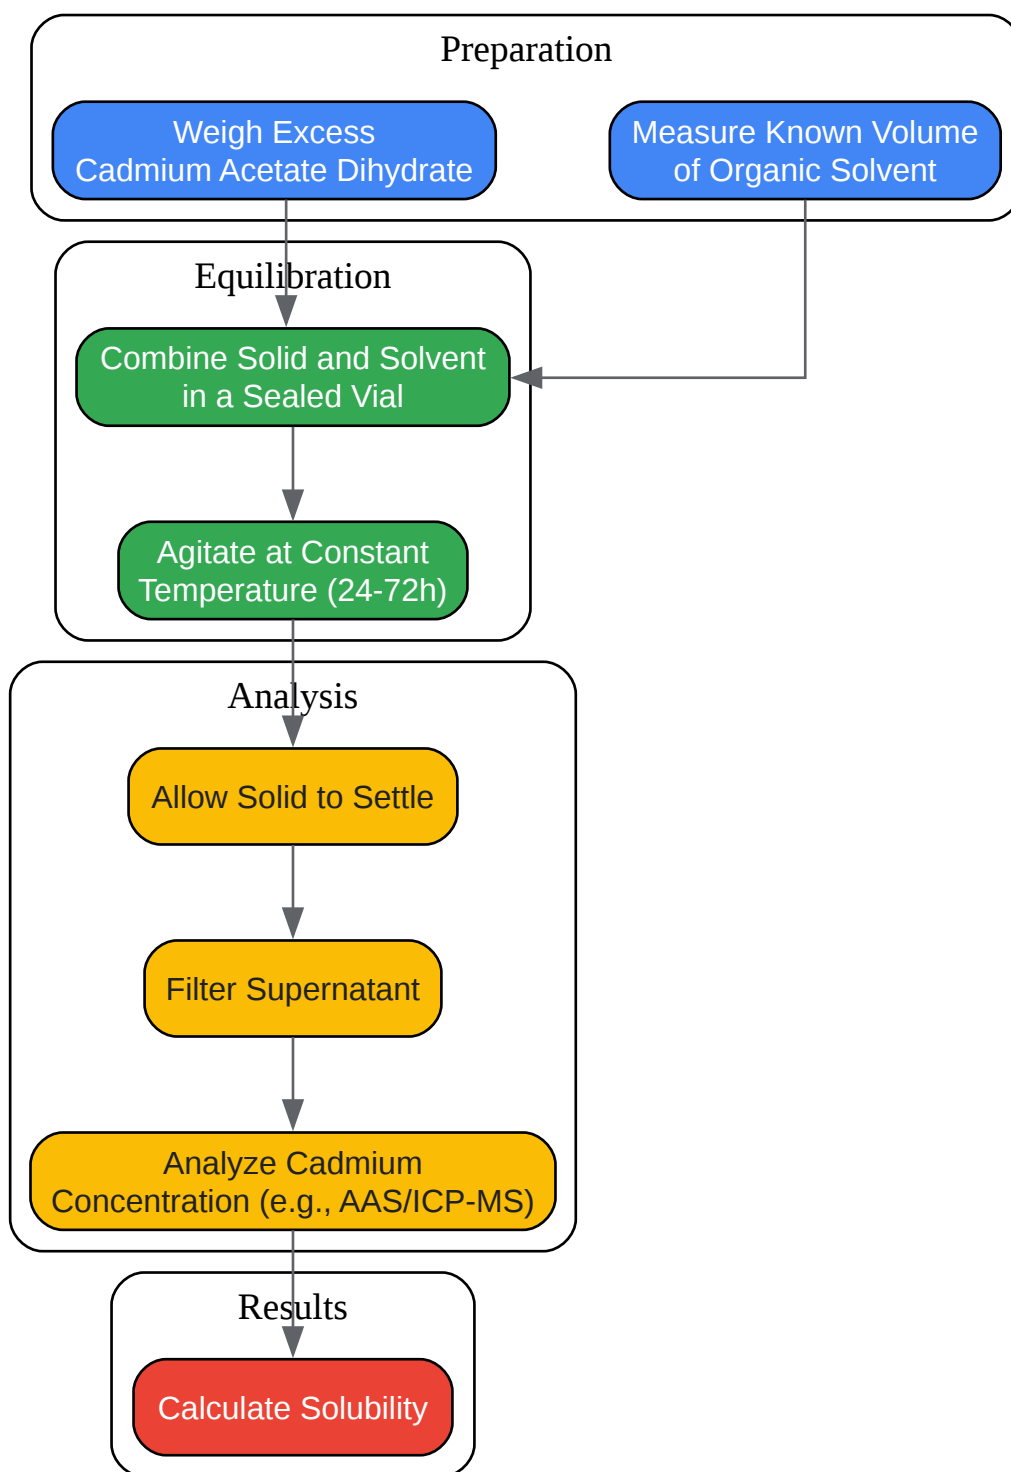 Preparation
Weigh Excess
Cadmium Acetate Dihydrate
Measure Known Volume
of Organic Solvent
Equilibration
Combine Solid and Solvent
in a Sealed Vial
Agitate at Constant
Temperature (24-72h)
Analysis
Allow Solid to Settle
Filter Supernatant
Analyze Cadmium
Concentration (e.g., AAS/ICP-MS)
Results
Calculate Solubility